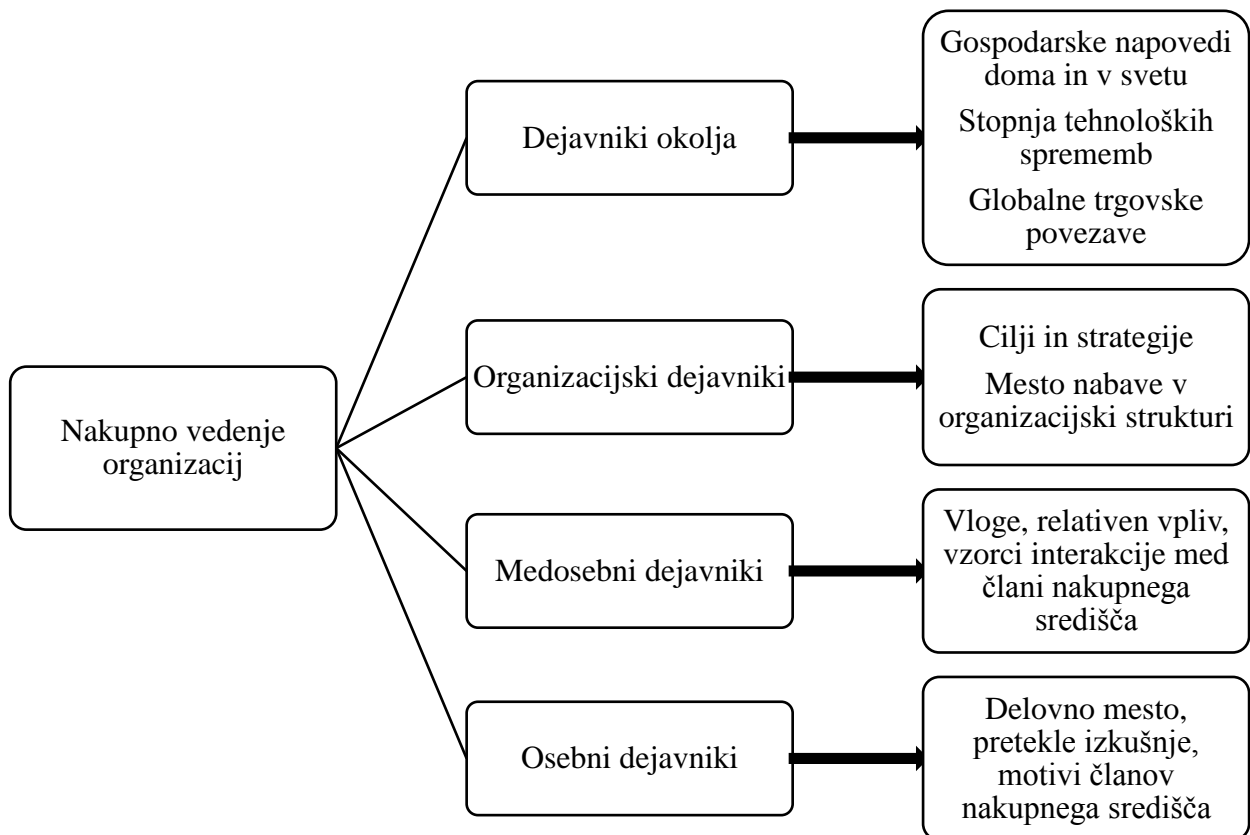 Nakupno vedenje
organizacij
Dejavniki okolja
Gospodarske napovedi
doma in v svetu
Stopnja tehnoloških
sprememb
Globalne trgovske
povezave
Organizacijski dejavniki
Cilji in strategije
Mesto nabave v
organizacijski strukturi
Medosebni dejavniki
Vloge, relativen vpliv,
vzorci interakcije med
člani nakupnega
središča
Osebni dejavniki
Delovno mesto,
pretekle izkušnje,
motivi članov
nakupnega središča